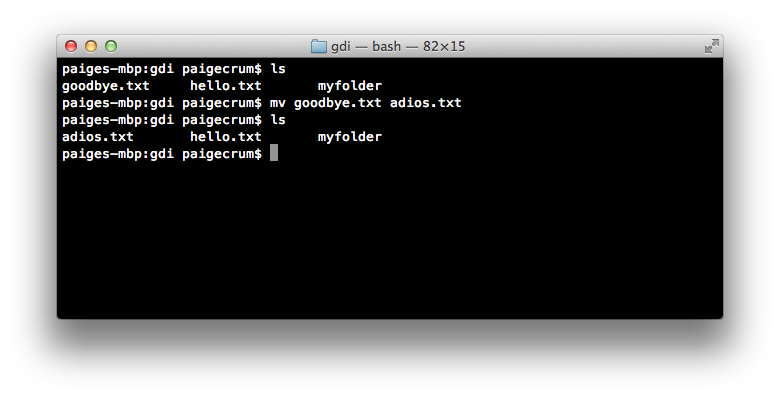 gdi — bash — 82×15
paiges-mbp:gdi paigecrum$ ls
goodbye.txt     hello.txt       myfolder
paiges-mbp:gdi paigecrum$ mv goodbye.txt adios.txt
paiges-mbp:gdi paigecrum$ ls
adios.txt       hello.txt       myfolder
paiges-mbp:gdi paigecrum$